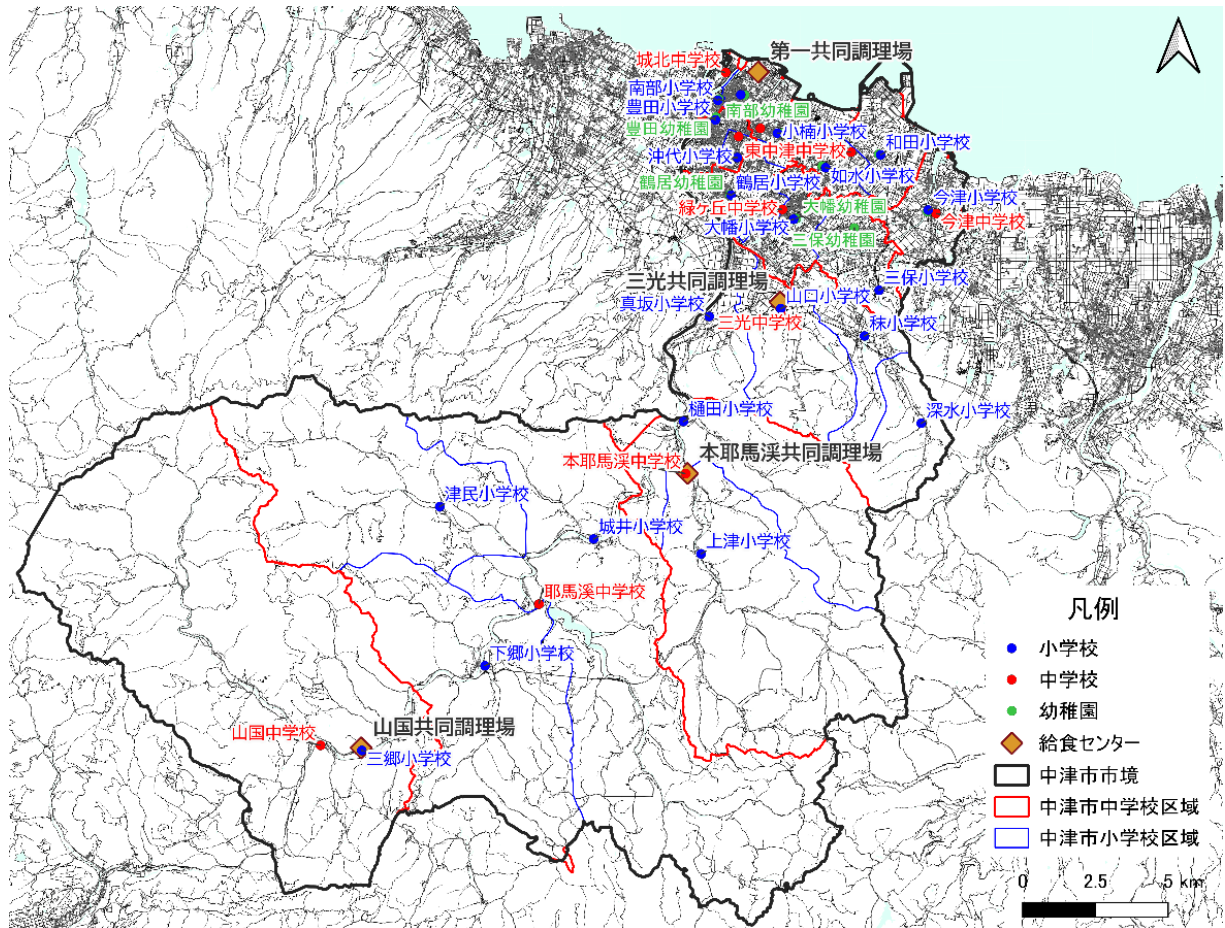 第一共同調理場
城北中学校
南部小学校
南部幼稚園
豊田小学校
豊田幼稚園
小楠小学校
東中津中学校
和田小学校
沖代小学校
如水小学校
鶴居幼稚園
鶴居小学校
今津小学校
今津中学校
緑ヶ丘中学校
大幡幼稚園
大幡小学校
三保幼稚園
三光共同調理場
山口小学校
三保小学校
真坂小学校
三光中学校
秣小学校
樋田小学校
深水小学校
本耶馬渓共同調理場
本耶馬渓中学校
津民小学校
城井小学校
上津小学校
耶馬溪中学校
下郷小学校
山国共同調理場
山国中学校
三郷小学校
凡例
小学校
中学校
幼稚園
給食センター
中津市市境
中津市中学校区域
中津市小学校区域
0 2.5 5 km